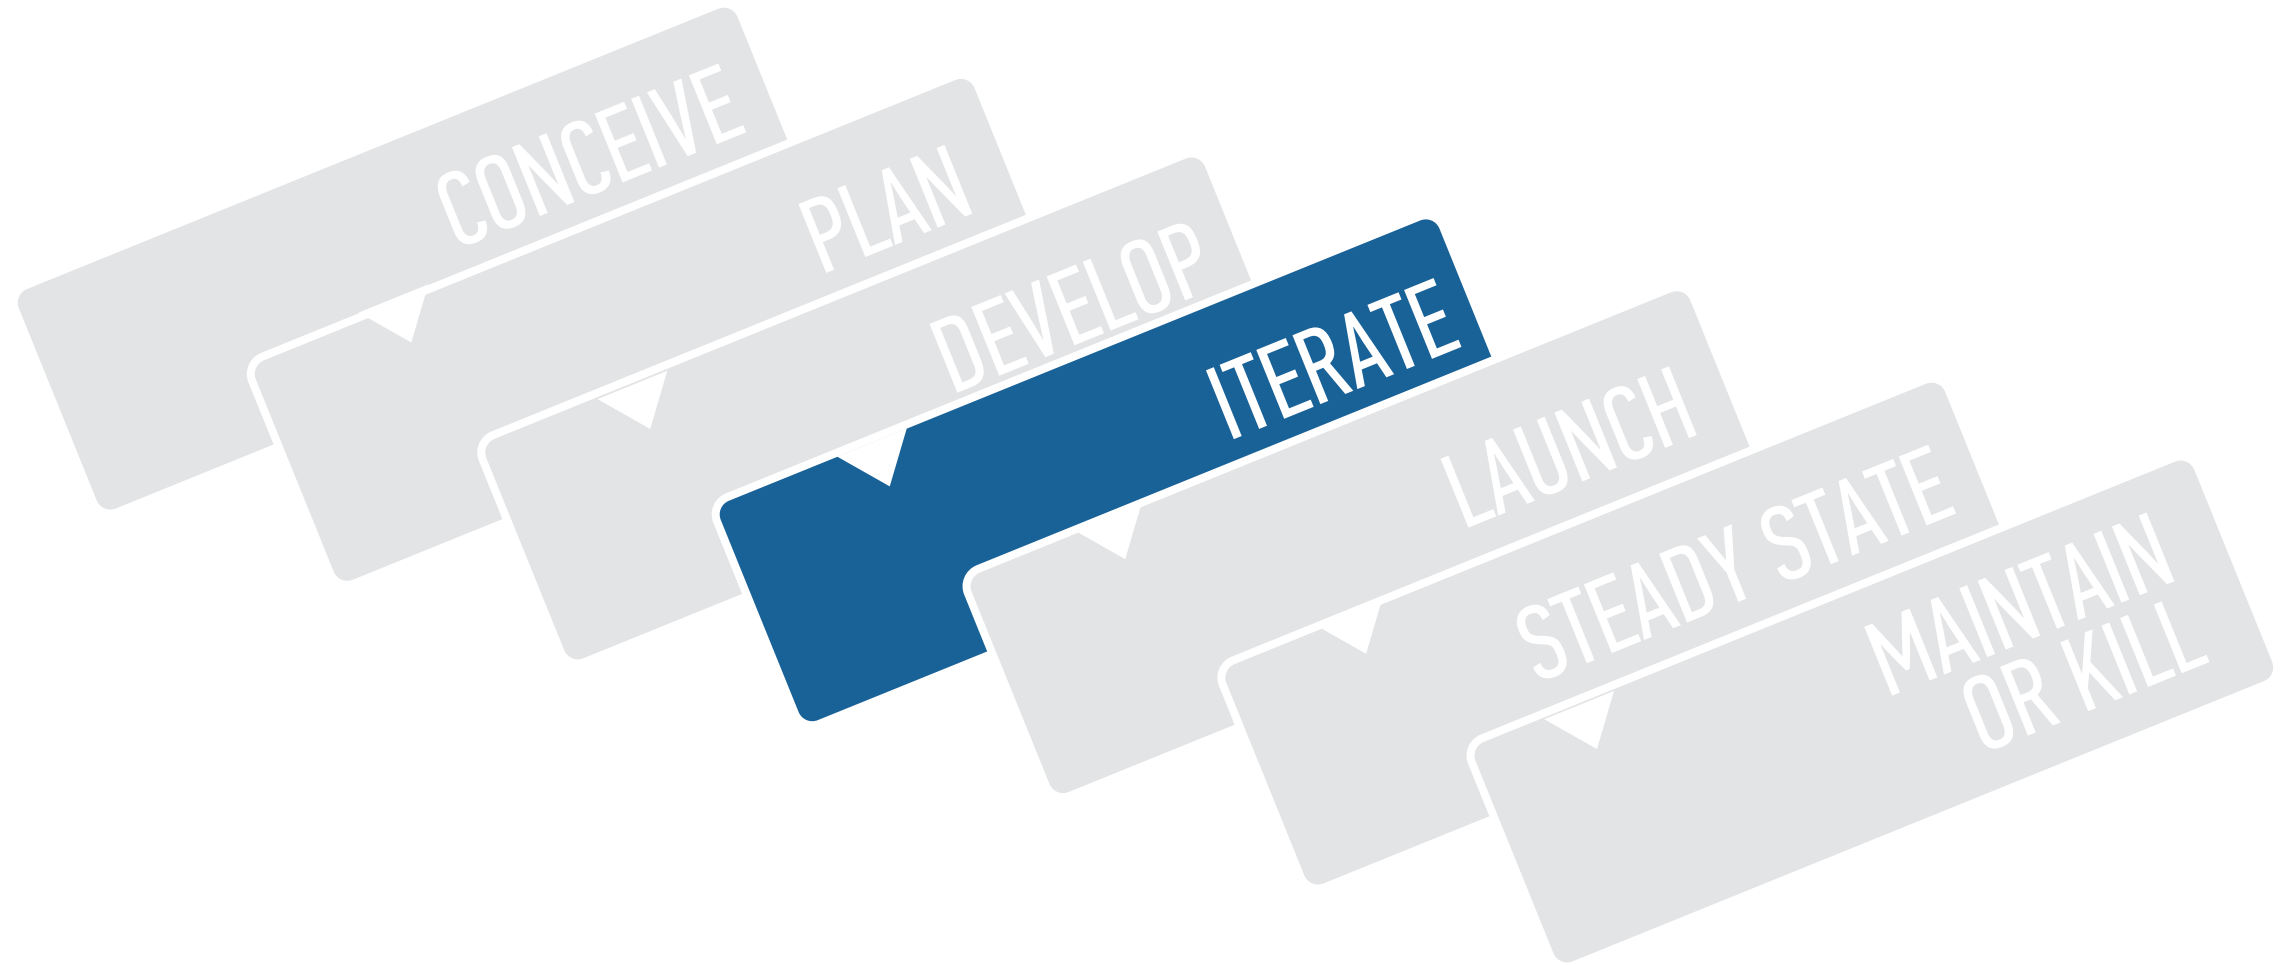 CONCEIVE
PLAN
DEVELOP
ITERATE
LAUNCH
STEADY STATE
MAINTAIN
OR KILL